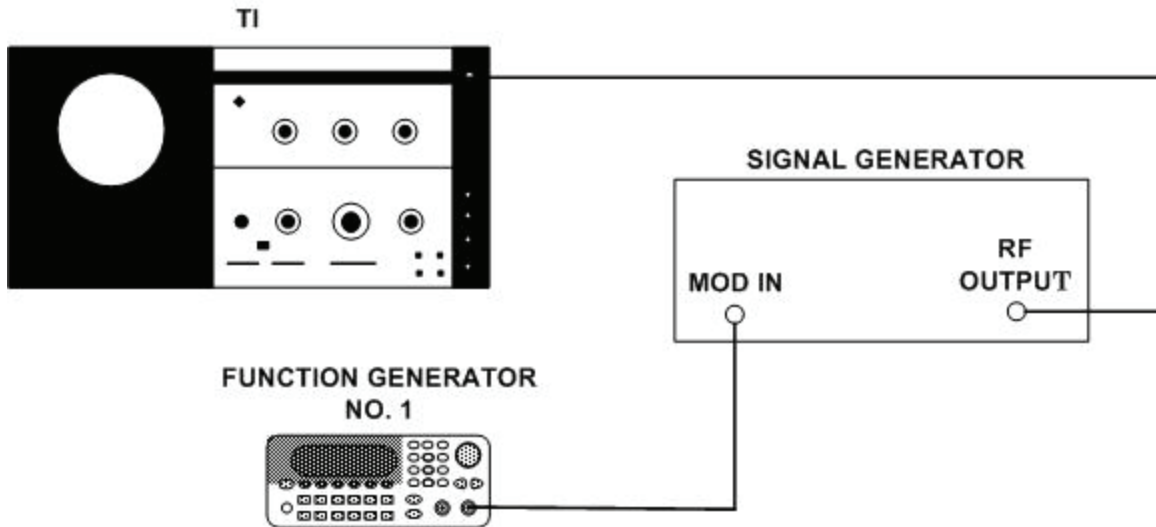 TI
SIGNAL GENERATOR
MOD IN
RF
OUTPUT
FUNCTION GENERATOR
NO. 1